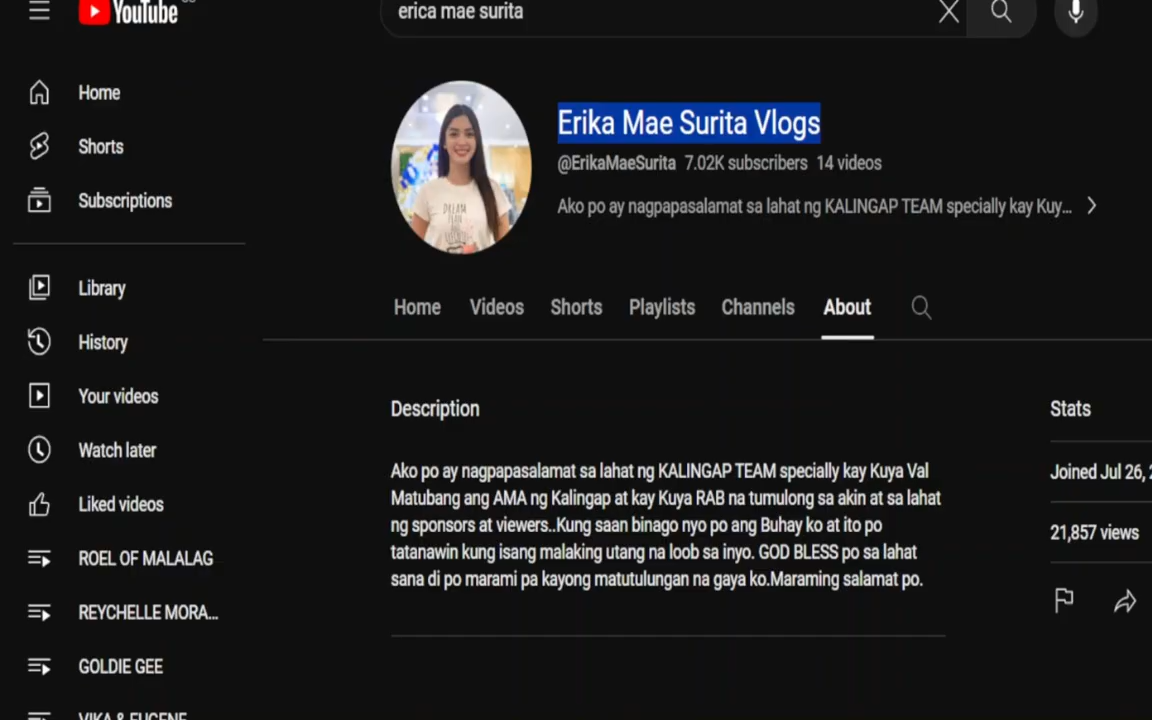 YouTube
erica mae surita
Home
Shorts
Subscriptions
Library
History
Your videos
Watch later
Liked videos
ROEL OF MALALAG
REYCHELLE MORA...
GOLDIE GEE
VIKA & EUGENE
Erika Mae Surita Vlogs
@ErikaMaeSurita 7.02K subscribers 14 videos
Ako po ay nagpapasalamat sa lahat ng KALINGAP TEAM specially kay Kuy...
Home Videos Shorts Playlists Channels About
Description
Ako po ay nagpapasalamat sa lahat ng KALINGAP TEAM specially kay Kuya Val
Matubang ang AMA ng Kalingap at kay Kuya RAB na tumulong sa akin at sa lahat
ng sponsors at viewers..Kung saan binago nyo po ang Buhay ko at ito po
tatanawin kung isang malaking utang na loob sa inyo. GOD BLESS po sa lahat
sana di po marami pa kayong matutulungan na gaya ko.Maraming salamat po.
Stats
Joined Jul 26,
21,857 views